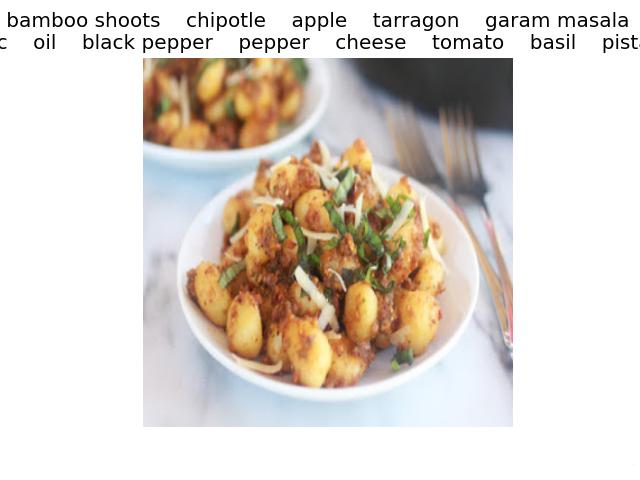 bamboo shoots chipotle apple tarragon garam masala
oil black pepper pepper cheese tomato basil